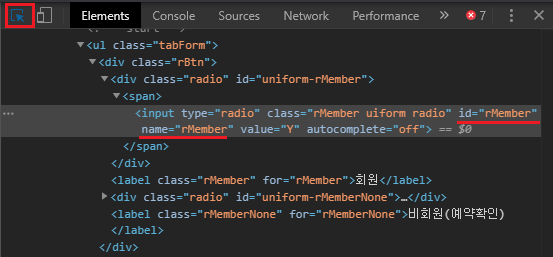 Elements Console Sources Network Performance » 7
▼<ul class="tabForm">
▼<div class="rBtn">
▼<div class="radio" id="uniform-rMember">
▼<span>
… <input type="radio" class="rMember uiform radio" id="rMember"
name="rMember" value="Y" autocomplete="off"> == $0
</span>
</div>
<label class="rMember" for="rMember">회원</label>
▶<div class="radio" id="uniform-rMemberNone">…</div>
<label class="rMemberNone" for="rMemberNone">비회원(예약확인)
</label>
</div>